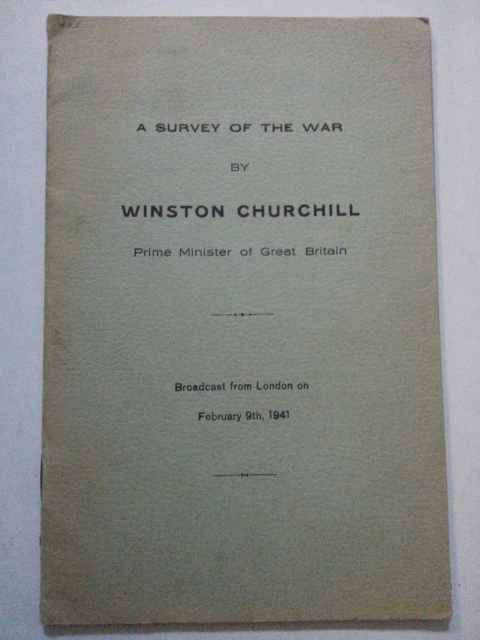 A SURVEY OF THE WAR
BY
WINSTON CHURCHILL
Prime Minister of Great Britain
Broadcast from London on
February 9th, 1941